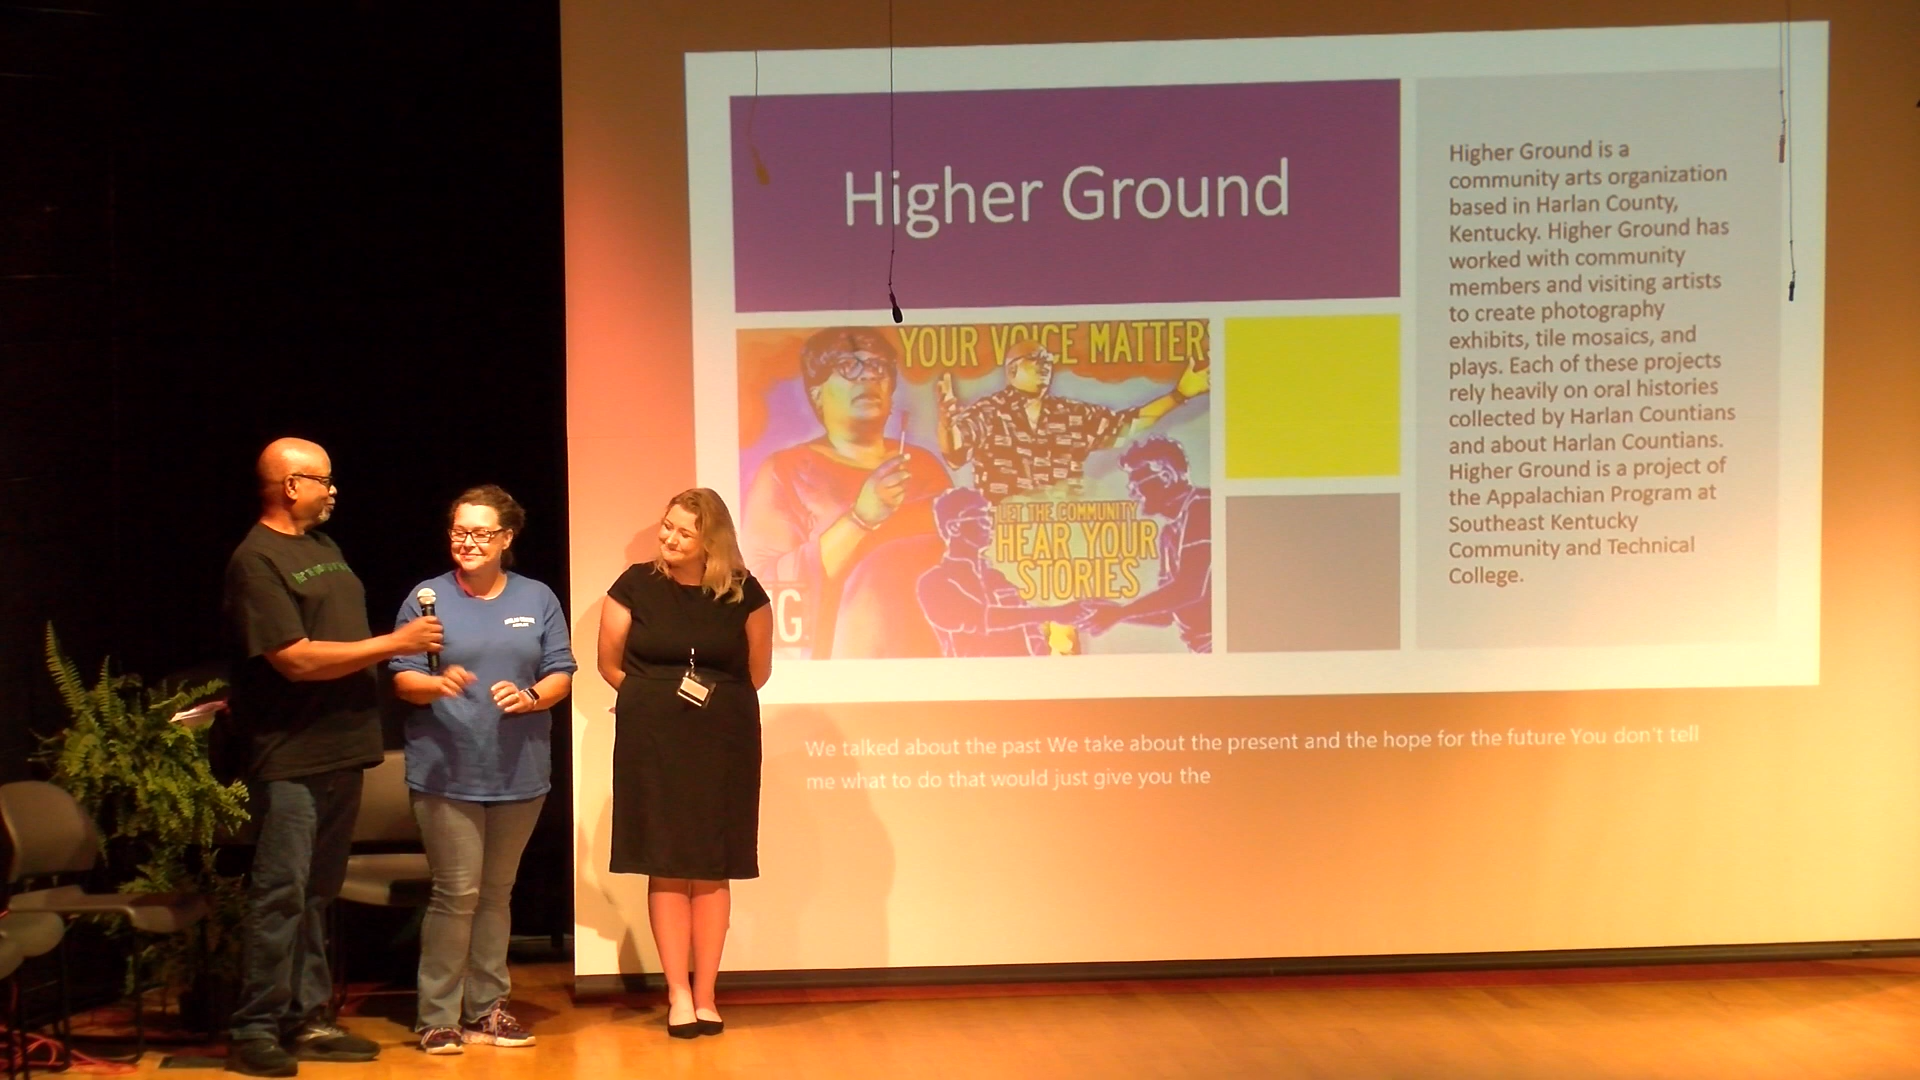 Higher Ground
Higher Ground is a
community arts organization
based in Harlan County,
Kentucky. Higher Ground has
worked with community
members and visiting artists
to create photography
exhibits, tile mosaics, and
plays. Each of these projects
rely heavily on oral histories
collected by Harlan Countians
and about Harlan Countians.
Higher Ground is a project of
the Appalachian Program at
Southeast Kentucky
Community and Technical
College.
YOUR VOICE MATTERS
LET THE COMMUNITY
HEAR YOUR
STORIES
G
We talked about the past We take about the present and the hope for the future You don't tell
me what to do that would just give you the